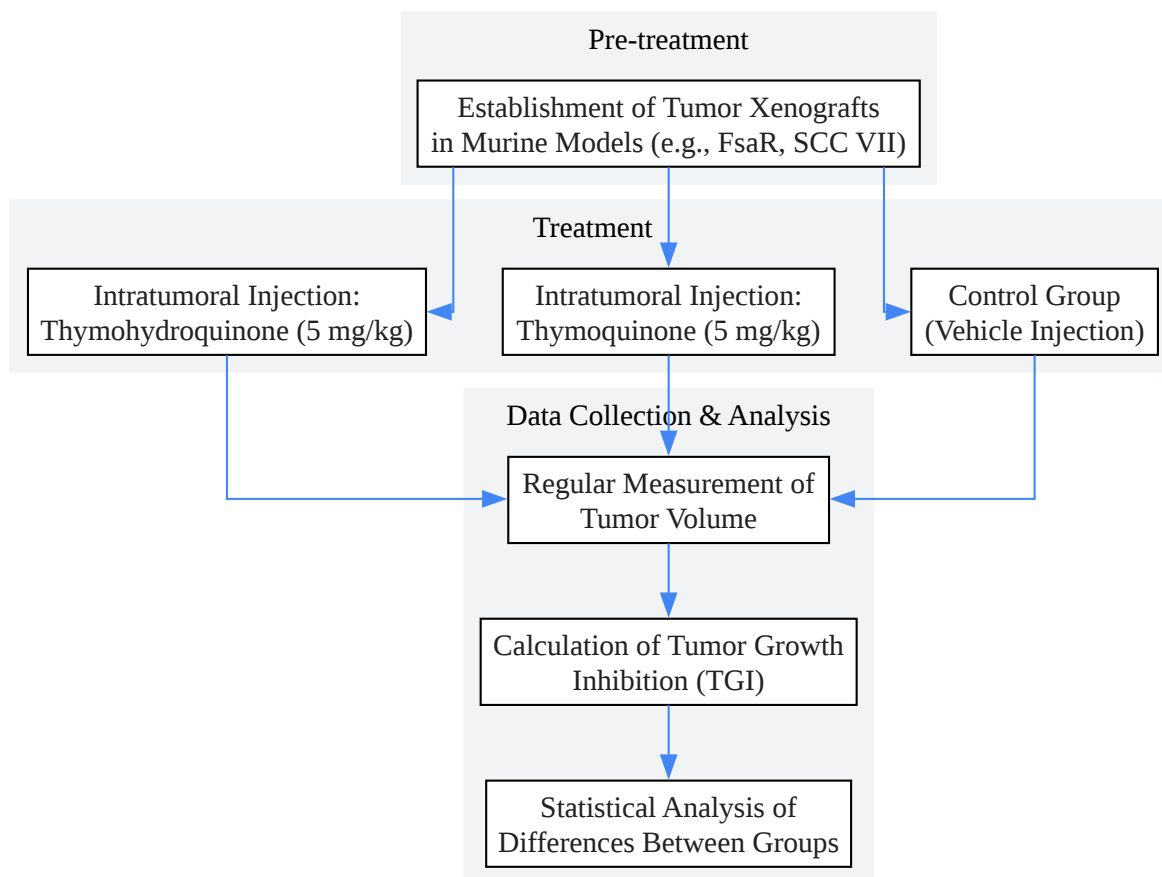 Pre-treatment
Establishment of Tumor Xenografts
in Murine Models (e.g., FsaR, SCC VII)
Treatment
Intratumoral Injection:
Thymohydroquinone (5 mg/kg)
Intratumoral Injection:
Thymoquinone (5 mg/kg)
Control Group
(Vehicle Injection)
Data Collection & Analysis
Regular Measurement of
Tumor Volume
Calculation of Tumor Growth
Inhibition (TGI)
Statistical Analysis of
Differences Between Groups